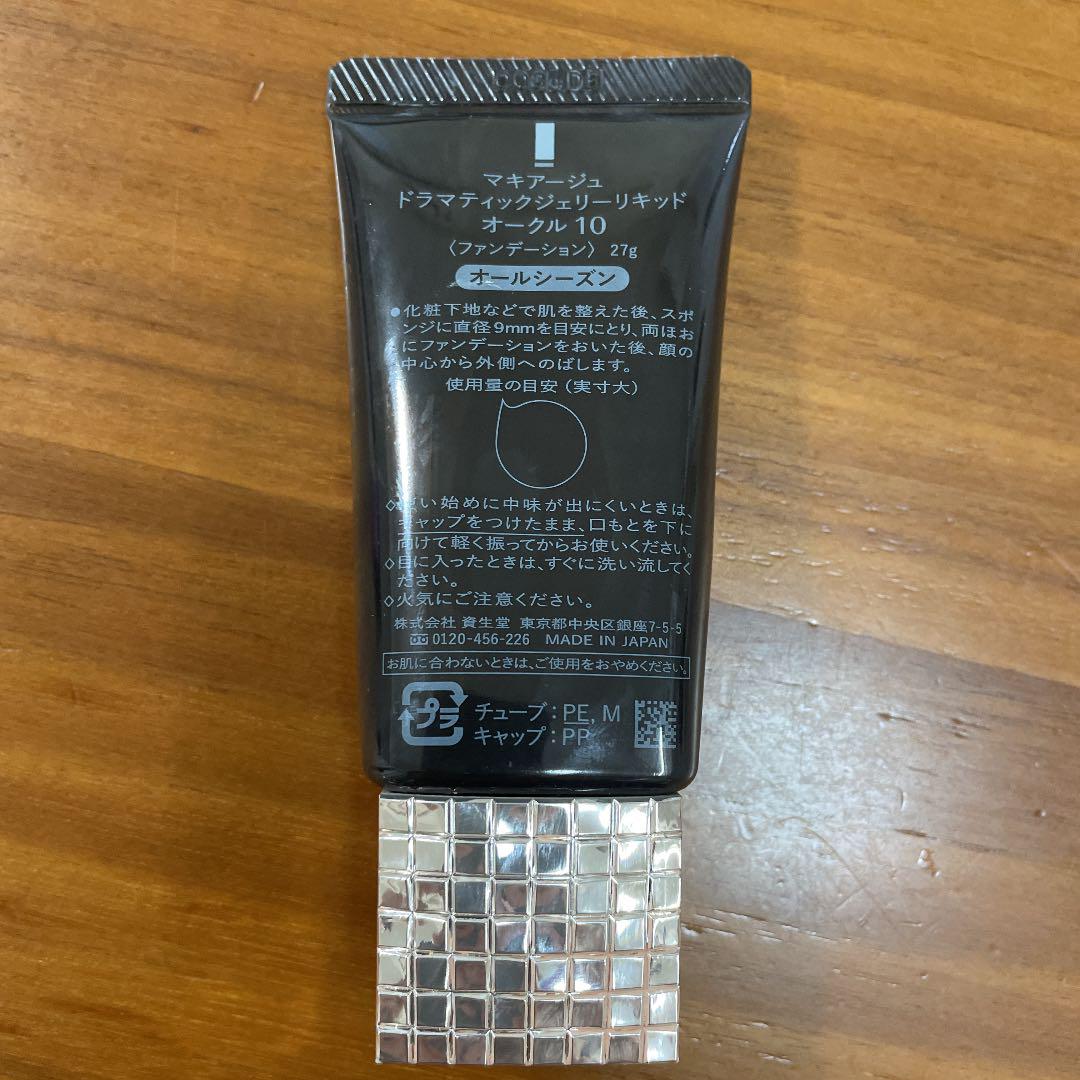 マキアージュ
ドラマティックジェリーリキッド
オークル 10
〈ファンデーション〉 27g
オールシーズン
●化粧下地などで肌を整えた後、スポ
ンジに直径9mmを目安にとり、両ほお
にファンデーションをおいた後、顔の
中心から外側へのばします。
使用量の目安(実寸大)
◇使い始めに中味が出にくいときは、
キャップをつけたまま、口もとを下に
向けて軽く振ってからお使いください。
◇目に入ったときは、すぐに洗い流してく
ださい。
◇火気にご注意ください。
株式会社 資生堂 東京都中央区銀座7-5-5
0120-456-226 MADE IN JAPAN
お肌に合わないときは、ご使用をおやめください。
プラ チューブ:PE, M
キャップ:PP